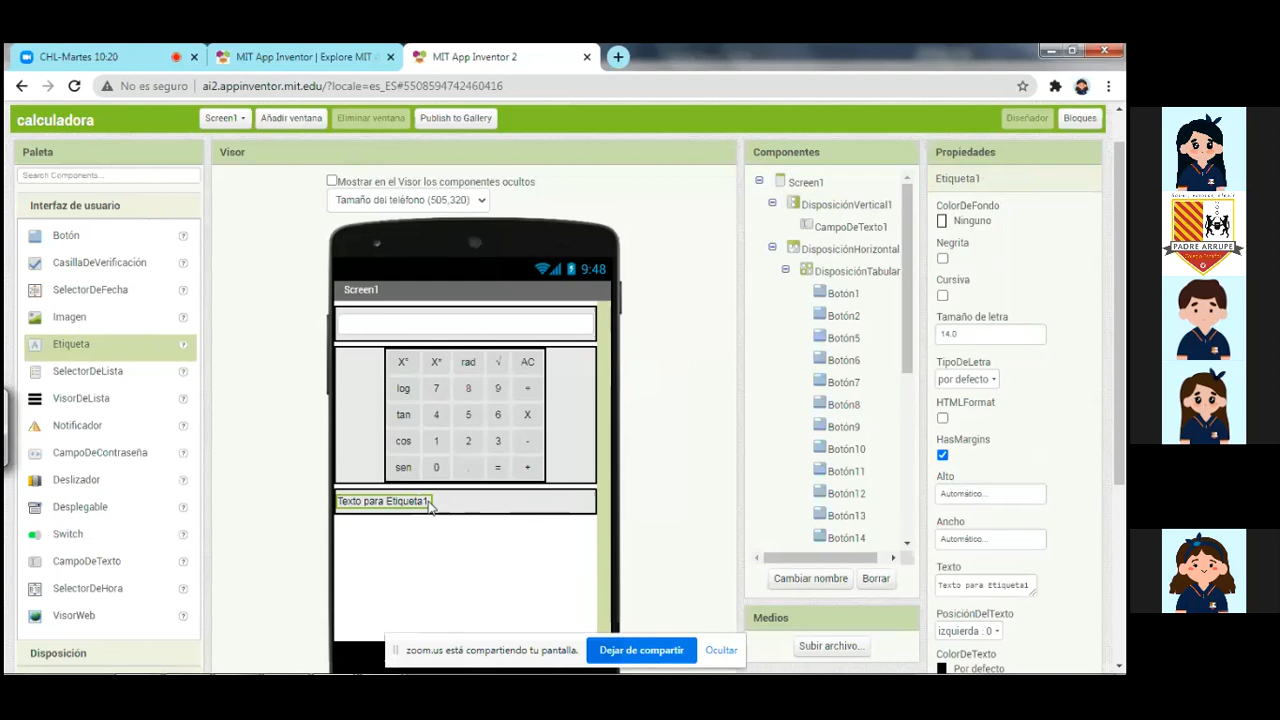 CHL-Martes 10:20
MIT App Inventor | Explore MIT
MIT App Inventor 2
No es seguro
ai2.appinventor.mit.edu/?locale=es_ES#5508594742460416
calculadora
Screen1
Añadir ventana
Eliminar ventana
Publish to Gallery
Diseñador
Bloques
Paleta
Search Components...
Interfaz de usuario
Botón
CasillaDeVerificación
SelectorDeFecha
Imagen
Etiqueta
SelectorDeLista
VisorDeLista
Notificador
CampoDeContraseña
Deslizador
Desplegable
Switch
CampoDeTexto
SelectorDeHora
VisorWeb
Disposición
Visor
Mostrar en el Visor los componentes ocultos
Tamaño del teléfono (505,320)
9:48
Screen1
rad √ AC
log 7 8 9 ÷
tan 4 5 6 X
cos 1 2 3 -
sen 0 . = +
Texto para Etiqueta1
zoom.us está compartiendo tu pantalla.
Dejar de compartir
Ocultar
Componentes
Screen1
DisposiciónVertical1
CampoDeTexto1
DisposiciónHorizontal
DisposiciónTabular
Botón1
Botón2
Botón5
Botón6
Botón7
Botón8
Botón9
Botón10
Botón11
Botón12
Botón13
Botón14
Cambiar nombre
Borrar
Medios
Subir archivo...
Propiedades
Etiqueta1
ColorDeFondo
Ninguno
Negrita
Cursiva
Tamaño de letra
14.0
TipoDeLetra
por defecto
HTMLFormat
HasMargins
Alto
Automático...
Ancho
Automático...
Texto
Texto para Etiqueta1
PosiciónDelTexto
izquierda : 0
ColorDeTexto
Por defecto
PADRE ARRUPE